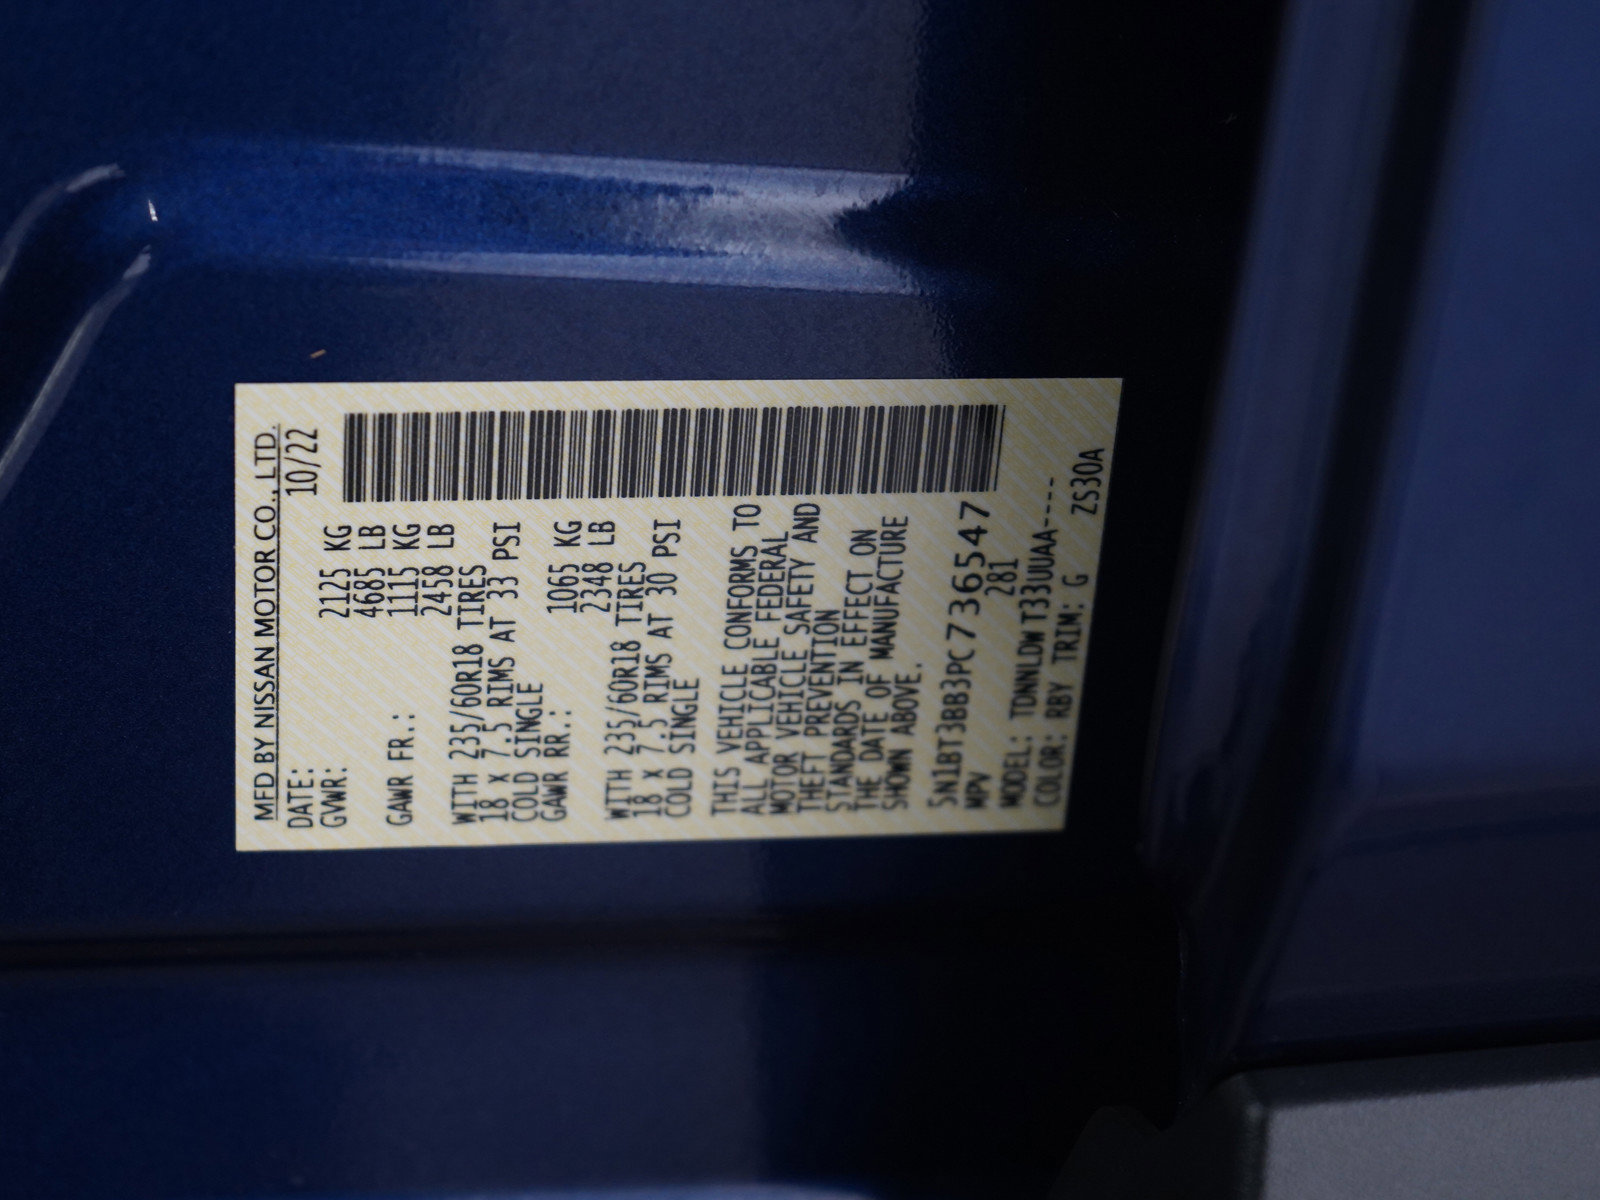 MFD BY NISSAN MOTOR CO., LTD.
DATE: 10/22
GVWR: 2125 KG
4685 LB
GAWR FR.: 1115 KG
2458 LB
WITH 235/60R18 TIRES
18 X 7.5 RIMS AT 33 PSI
COLD SINGLE
GAWR RR.: 1065 KG
2348 LB
WITH 235/60R18 TIRES
18 X 7.5 RIMS AT 30 PSI
COLD SINGLE
THIS VEHICLE CONFORMS TO
ALL APPLICABLE FEDERAL
MOTOR VEHICLE SAFETY AND
THEFT PREVENTION
STANDARDS IN EFFECT ON
THE DATE OF MANUFACTURE
SHOWN ABOVE.
5N1BT3BB3PC736547
MPV 281
MODEL: TDNNLDWT33UUAA----
COLOR: RBY TRIM: G ZS30A